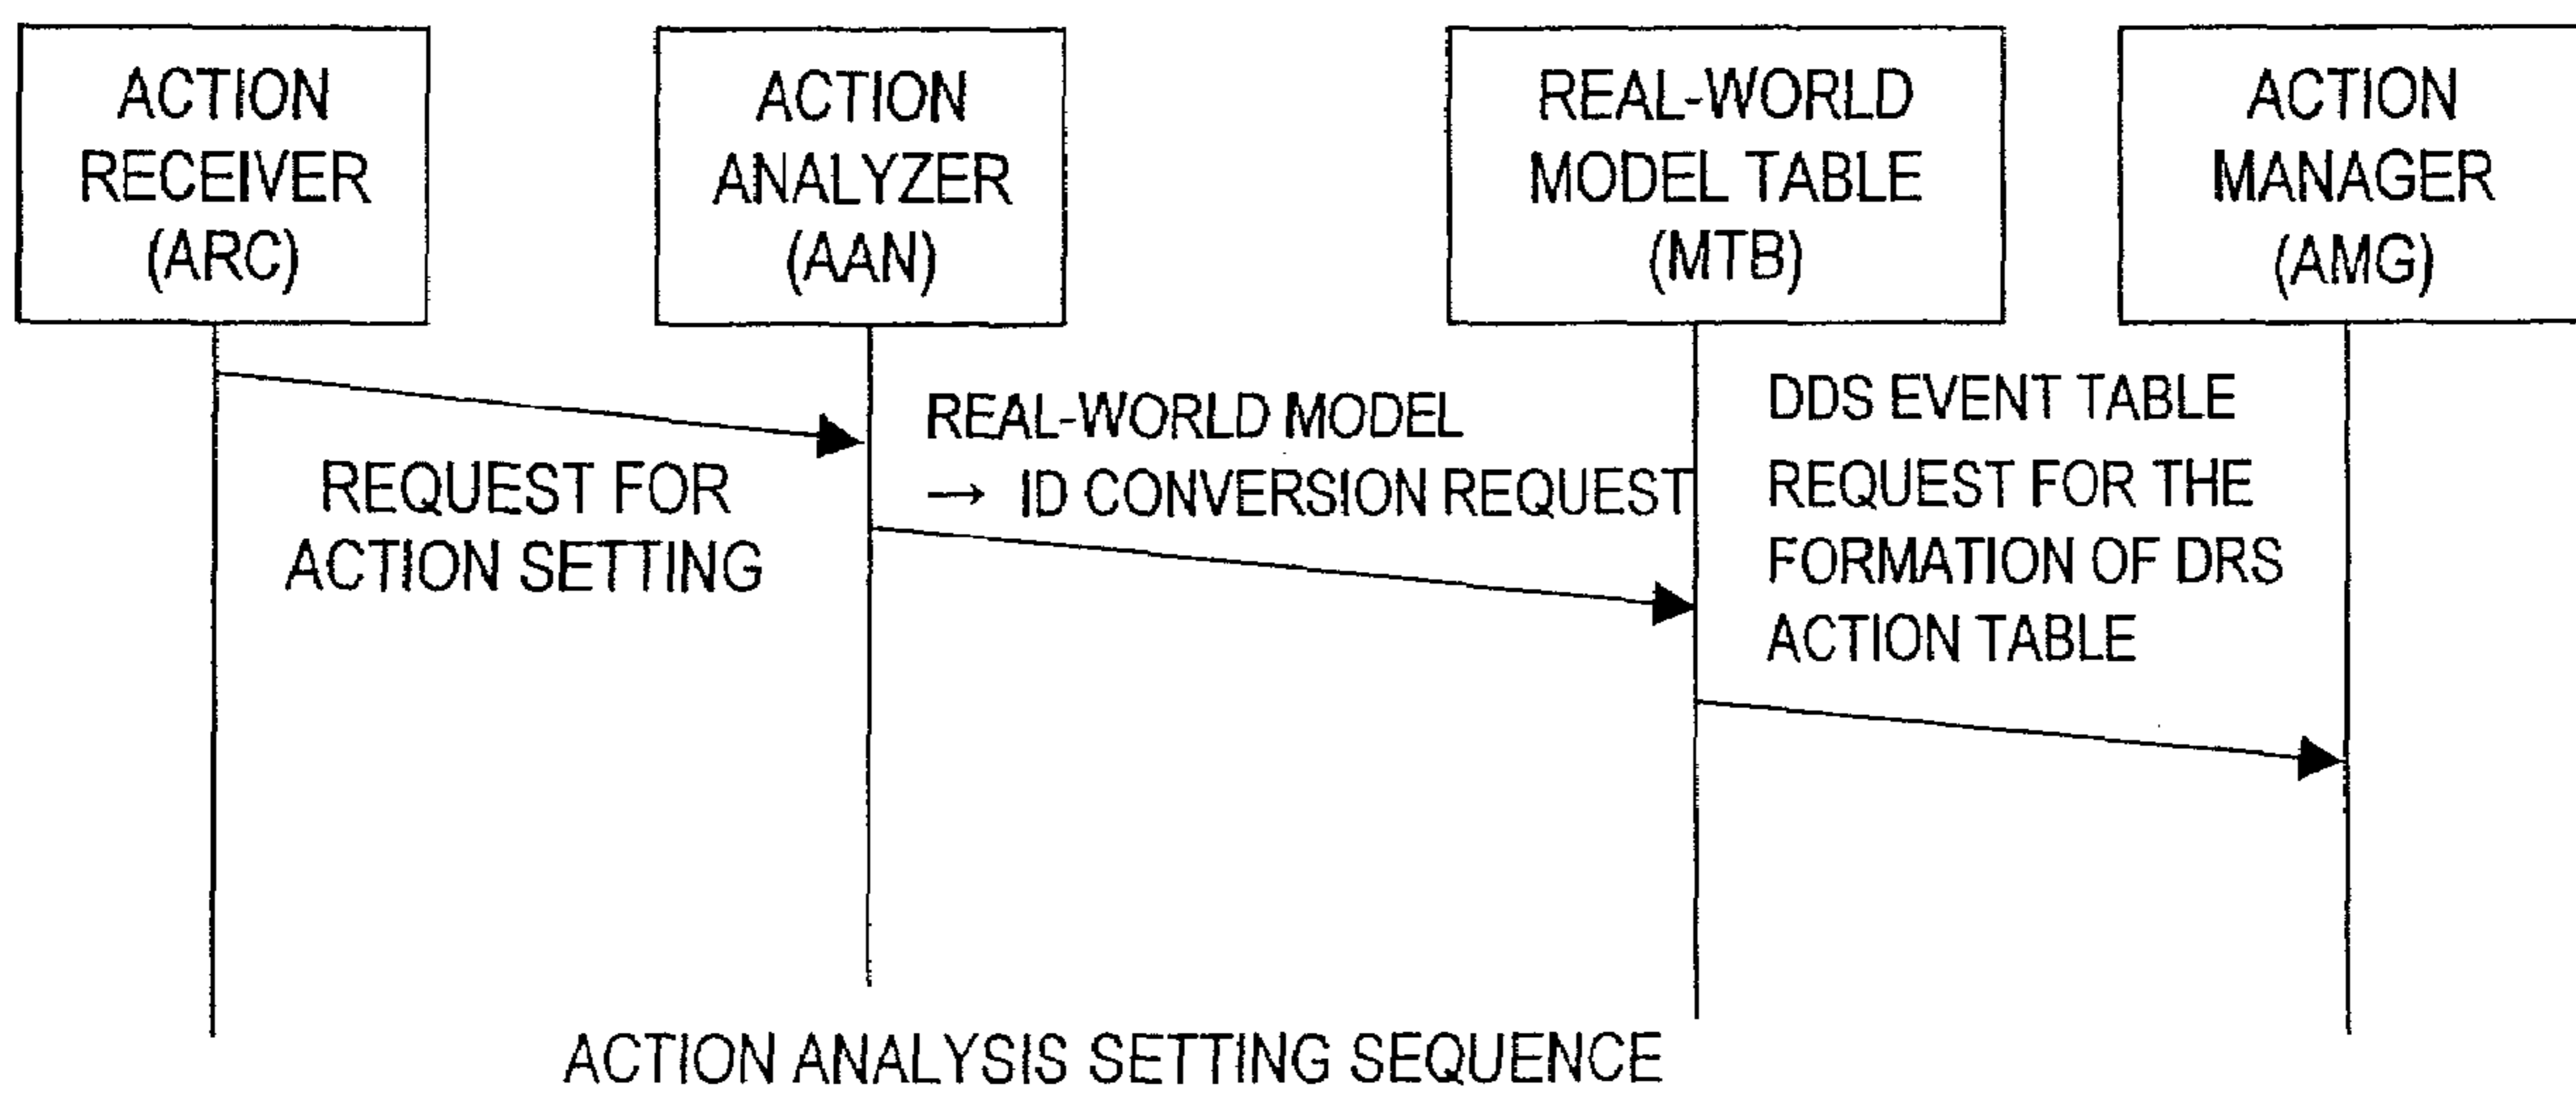 ACTION
RECEIVER
(ARC)
ACTION
ANALYZER
(AAN)
REAL-WORLD
MODEL TABLE
(MTB)
ACTION
MANAGER
(AMG)
REQUEST FOR
ACTION SETTING
REAL-WORLD MODEL
→ ID CONVERSION REQUEST
DDS EVENT TABLE
REQUEST FOR THE
FORMATION OF DRS
ACTION TABLE
ACTION ANALYSIS SETTING SEQUENCE